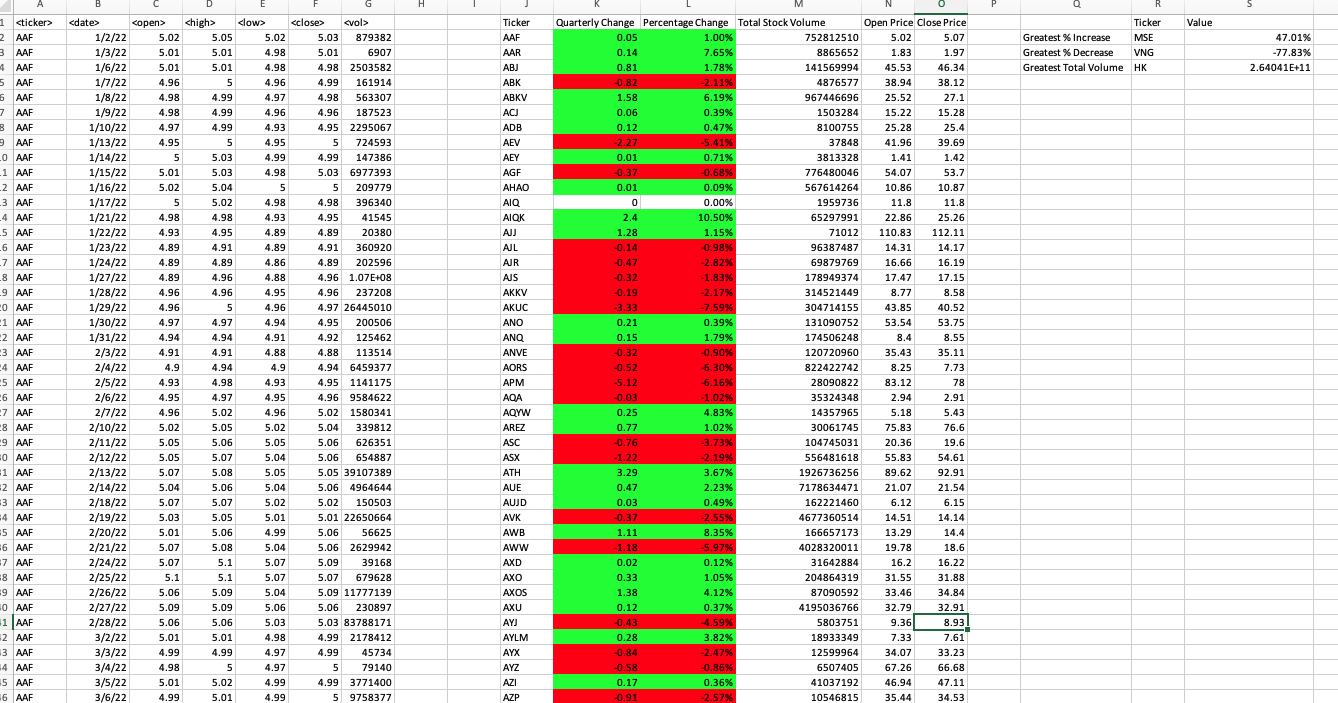 A B C D E F G H I J K L M N O P Q R S
1 <ticker> <date> <open> <high> <low> <close> <vol> Ticker Quarterly Change Percentage Change Total Stock Volume Open Price Close Price Ticker Value
2 AAF 1/2/22 5.02 5.05 5.02 5.03 879382 AAF 0.05 1.00% 752812510 5.02 5.07 Greatest % Increase MSE 47.01%
3 AAF 1/3/22 5.01 5.01 4.98 5.01 6907 AAR 0.14 7.65% 8865652 1.83 1.97 Greatest % Decrease VNG -77.83%
4 AAF 1/6/22 5.01 5.01 4.98 4.98 2503582 ABJ 0.81 1.78% 141569994 45.53 46.34 Greatest Total Volume HK 2.64041E+11
5 AAF 1/7/22 4.96 5 4.96 4.99 161914 ABK -0.82 -2.11% 4876577 38.94 38.12
6 AAF 1/8/22 4.98 4.99 4.97 4.98 563307 ABKV 1.58 6.19% 967446696 25.52 27.1
7 AAF 1/9/22 4.98 4.99 4.96 4.96 187523 ACJ 0.06 0.39% 1503284 15.22 15.28
8 AAF 1/10/22 4.97 4.99 4.93 4.95 2295067 ADB 0.12 0.47% 8100755 25.28 25.4
9 AAF 1/13/22 4.95 5 4.95 5 724593 AEV -2.27 -5.41% 37848 41.96 39.69
0 AAF 1/14/22 5 5.03 4.99 4.99 147386 AEY 0.01 0.71% 3813328 1.41 1.42
1 AAF 1/15/22 5.01 5.03 4.98 5.03 6977393 AGF -0.37 -0.68% 776480046 54.07 53.7
2 AAF 1/16/22 5.02 5.04 5 5 209779 AHAO 0.01 0.09% 567614264 10.86 10.87
3 AAF 1/17/22 5 5.02 4.98 4.98 396340 AIQ 0 0.00% 1959736 11.8 11.8
4 AAF 1/21/22 4.98 4.98 4.93 4.95 41545 AIQK 2.4 10.50% 65297991 22.86 25.26
5 AAF 1/22/22 4.93 4.95 4.89 4.89 20380 AJJ 1.28 1.15% 71012 110.83 112.11
6 AAF 1/23/22 4.89 4.91 4.89 4.91 360920 AJL -0.14 -0.98% 96387487 14.31 14.17
7 AAF 1/24/22 4.89 4.89 4.86 4.89 202596 AJR -0.47 -2.82% 69879769 16.66 16.19
8 AAF 1/27/22 4.89 4.96 4.88 4.96 1.07E+08 AJS -0.32 -1.83% 178949374 17.47 17.15
9 AAF 1/28/22 4.96 4.96 4.95 4.96 237208 AKKV -0.19 -2.17% 314521449 8.77 8.58
20 AAF 1/29/22 4.96 5 4.96 4.97 26445010 AKUC -3.33 -7.59% 304714155 43.85 40.52
21 AAF 1/30/22 4.97 4.97 4.94 4.95 200506 ANO 0.21 0.39% 131090752 53.54 53.75
22 AAF 1/31/22 4.94 4.94 4.91 4.92 125462 ANQ 0.15 1.79% 174506248 8.4 8.55
23 AAF 2/3/22 4.91 4.91 4.88 4.88 113514 ANVE -0.32 -0.90% 120720960 35.43 35.11
24 AAF 2/4/22 4.9 4.94 4.9 4.94 6459377 AORS -0.52 -6.30% 822422742 8.25 7.73
25 AAF 2/5/22 4.93 4.98 4.93 4.95 1141175 APM -5.12 -6.16% 28090822 83.12 78
26 AAF 2/6/22 4.95 4.97 4.95 4.96 9584622 AQA -0.03 -1.02% 35324348 2.94 2.91
27 AAF 2/7/22 4.96 5.02 4.96 5.02 1580341 AQYW 0.25 4.83% 14357965 5.18 5.43
28 AAF 2/10/22 5.02 5.05 5.02 5.04 339812 AREZ 0.77 1.02% 30061745 75.83 76.6
29 AAF 2/11/22 5.05 5.06 5.05 5.06 626351 ASC -0.76 -3.73% 104745031 20.36 19.6
30 AAF 2/12/22 5.05 5.07 5.04 5.06 654887 ASX -1.22 -2.19% 556481618 55.83 54.61
31 AAF 2/13/22 5.07 5.08 5.05 5.05 39107389 ATH 3.29 3.67% 1926736256 89.62 92.91
32 AAF 2/14/22 5.04 5.06 5.04 5.06 4964644 AUE 0.47 2.23% 7178634471 21.07 21.54
33 AAF 2/18/22 5.07 5.07 5.02 5.02 150503 AUJD 0.03 0.49% 162221460 6.12 6.15
34 AAF 2/19/22 5.03 5.05 5.01 5.01 22650664 AVK -0.37 -2.55% 4677360514 14.51 14.14
35 AAF 2/20/22 5.01 5.06 4.99 5.06 56625 AWB 1.11 8.35% 166657173 13.29 14.4
36 AAF 2/21/22 5.07 5.08 5.04 5.06 2629942 AWW -1.18 -5.97% 4028320011 19.78 18.6
37 AAF 2/24/22 5.07 5.1 5.07 5.09 39168 AXD 0.02 0.12% 31642884 16.2 16.22
38 AAF 2/25/22 5.1 5.1 5.07 5.07 679628 AXO 0.33 1.05% 204864319 31.55 31.88
39 AAF 2/26/22 5.06 5.09 5.04 5.09 11777139 AXOS 1.38 4.12% 87090592 33.46 34.84
40 AAF 2/27/22 5.09 5.09 5.06 5.06 230897 AXU 0.12 0.37% 4195036766 32.79 32.91
41 AAF 2/28/22 5.06 5.06 5.03 5.03 83788171 AYJ -0.43 -4.59% 5803751 9.36 8.93
42 AAF 3/2/22 5.01 5.01 4.98 4.99 2178412 AYLM 0.28 3.82% 18933349 7.33 7.61
43 AAF 3/3/22 4.99 4.99 4.97 4.99 45734 AYX -0.84 -2.47% 12599964 34.07 33.23
44 AAF 3/4/22 4.98 5 4.97 5 79140 AYZ -0.58 -0.86% 6507405 67.26 66.68
45 AAF 3/5/22 5.01 5.02 4.99 4.99 3771400 AZI 0.17 0.36% 41037192 46.94 47.11
46 AAF 3/6/22 4.99 5.01 4.99 5 9758377 AZP -0.91 -2.57% 10546815 35.44 34.53